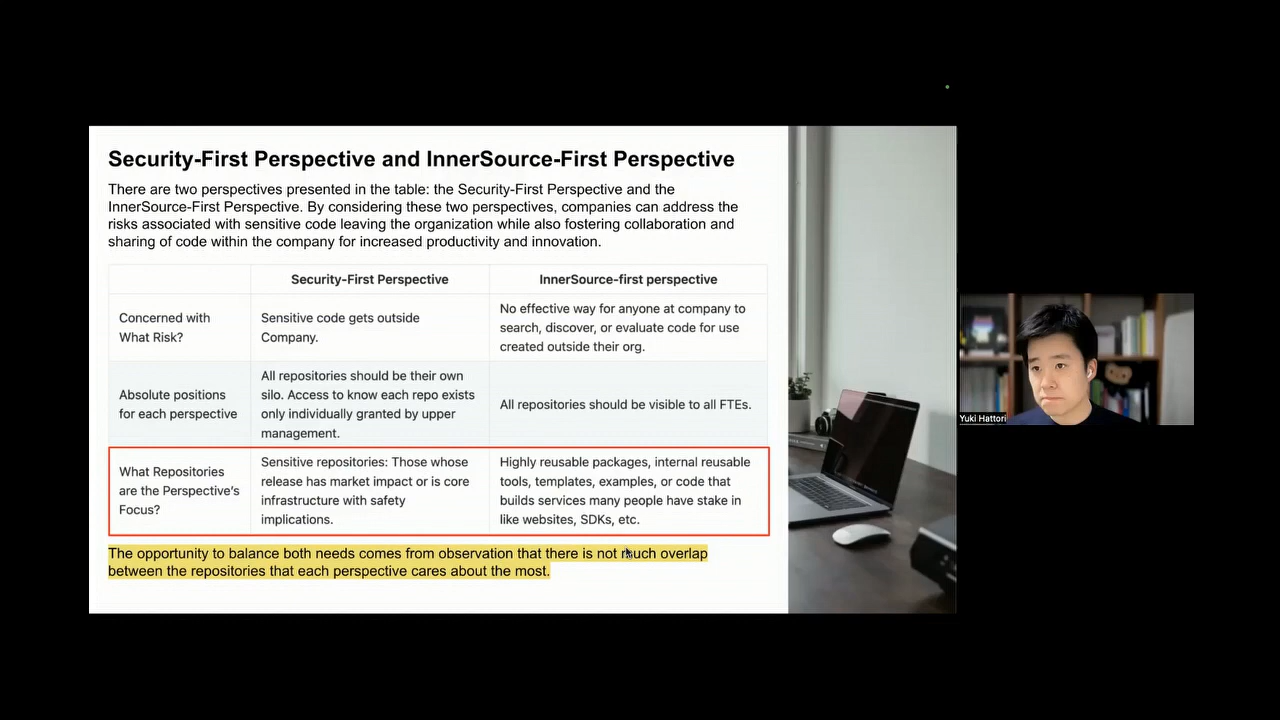 Security-First Perspective and InnerSource-First Perspective
There are two perspectives presented in the table: the Security-First Perspective and the
InnerSource-First Perspective. By considering these two perspectives, companies can address the
risks associated with sensitive code leaving the organization while also fostering collaboration and
sharing of code within the company for increased productivity and innovation.
Security-First Perspective
InnerSource-first perspective
Concerned with
What Risk?
Sensitive code gets outside
Company.
No effective way for anyone at company to
search, discover, or evaluate code for use
created outside their org.
Absolute positions
for each perspective
All repositories should be their own
silo. Access to know each repo exists
only individually granted by upper
management.
All repositories should be visible to all FTEs.
What Repositories
are the Perspective's
Focus?
Sensitive repositories: Those whose
release has market impact or is core
infrastructure with safety
implications.
Highly reusable packages, internal reusable
tools, templates, examples, or code that
builds services many people have stake in
like websites, SDKs, etc.
The opportunity to balance both needs comes from observation that there is not much overlap
between the repositories that each perspective cares about the most.
Yuki Hattori